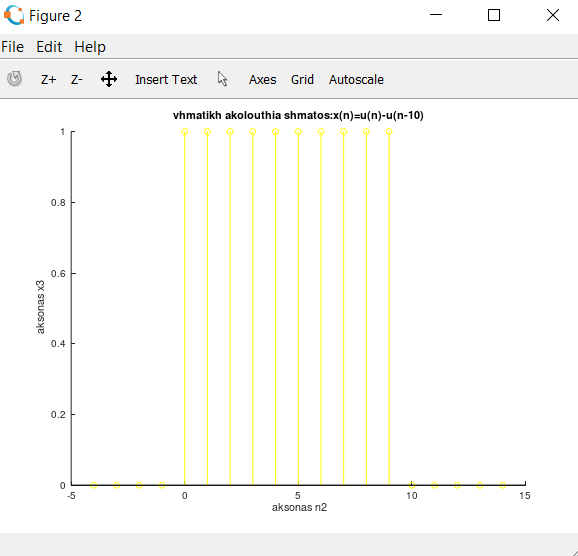 Figure 2
File Edit Help
Z+ Z- Insert Text Axes Grid Autoscale
vhmatikh akolouthia shmatos:x(n)=u(n)-u(n-10)
1
0.8
0.6
0.4
0.2
0
aksonas x3
-5 0 5 10 15
aksonas n2